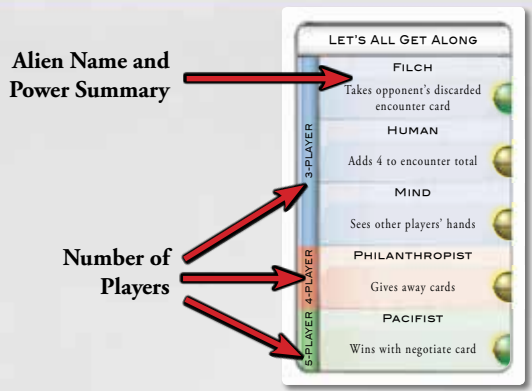 Alien Name and
Power Summary
Number of
Players
LET'S ALL GET ALONG
3-PLAYER
FILCH
Takes opponent's discarded
encounter card
HUMAN
Adds 4 to encounter total
MIND
Sees other players' hands
4-PLAYER
PHILANTHROPIST
Gives away cards
5-PLAYER
PACIFIST
Wins with negotiate card